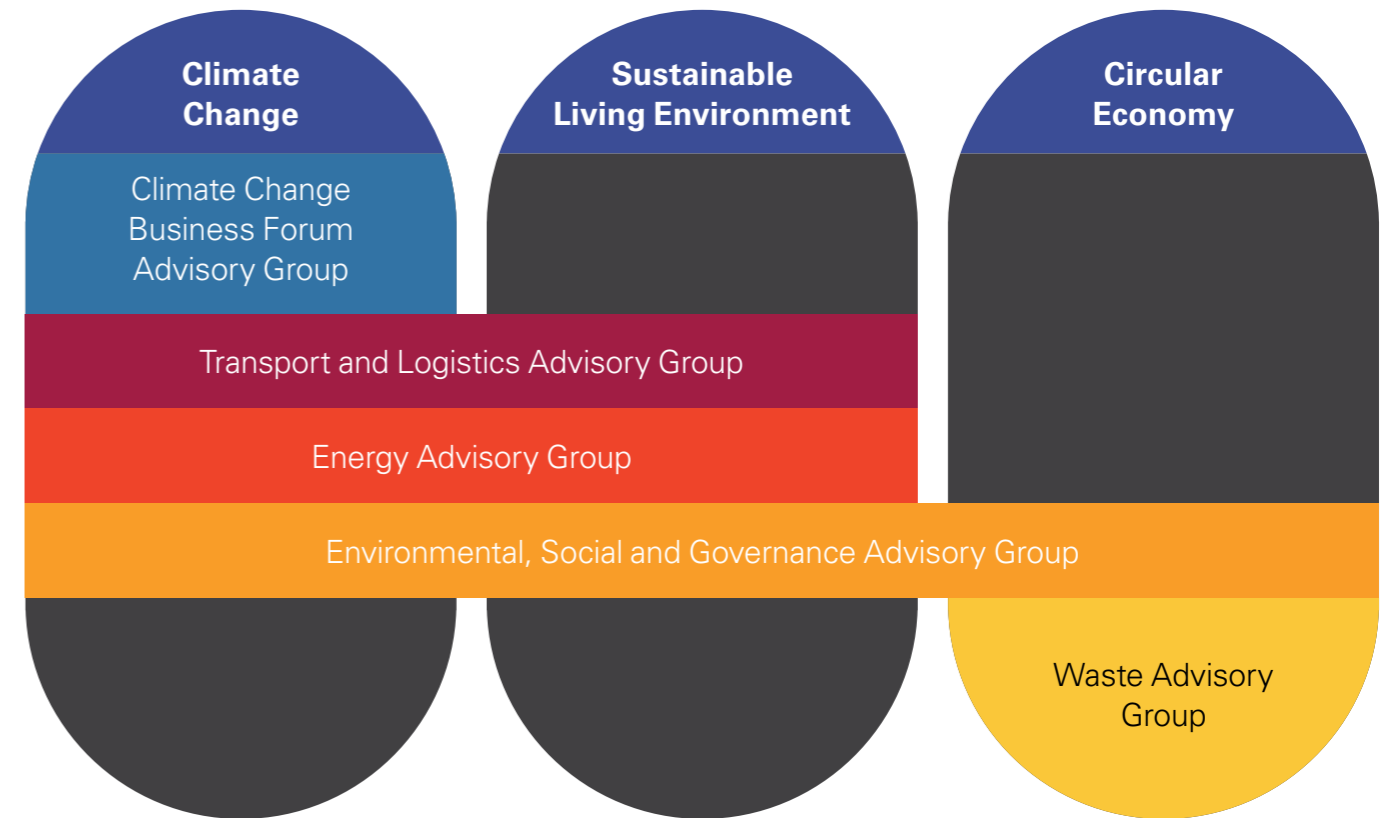 Climate
Change
Sustainable
Living Environment
Circular
Economy
Climate Change
Business Forum
Advisory Group
Transport and Logistics Advisory Group
Energy Advisory Group
Environmental, Social and Governance Advisory Group
Waste Advisory
Group